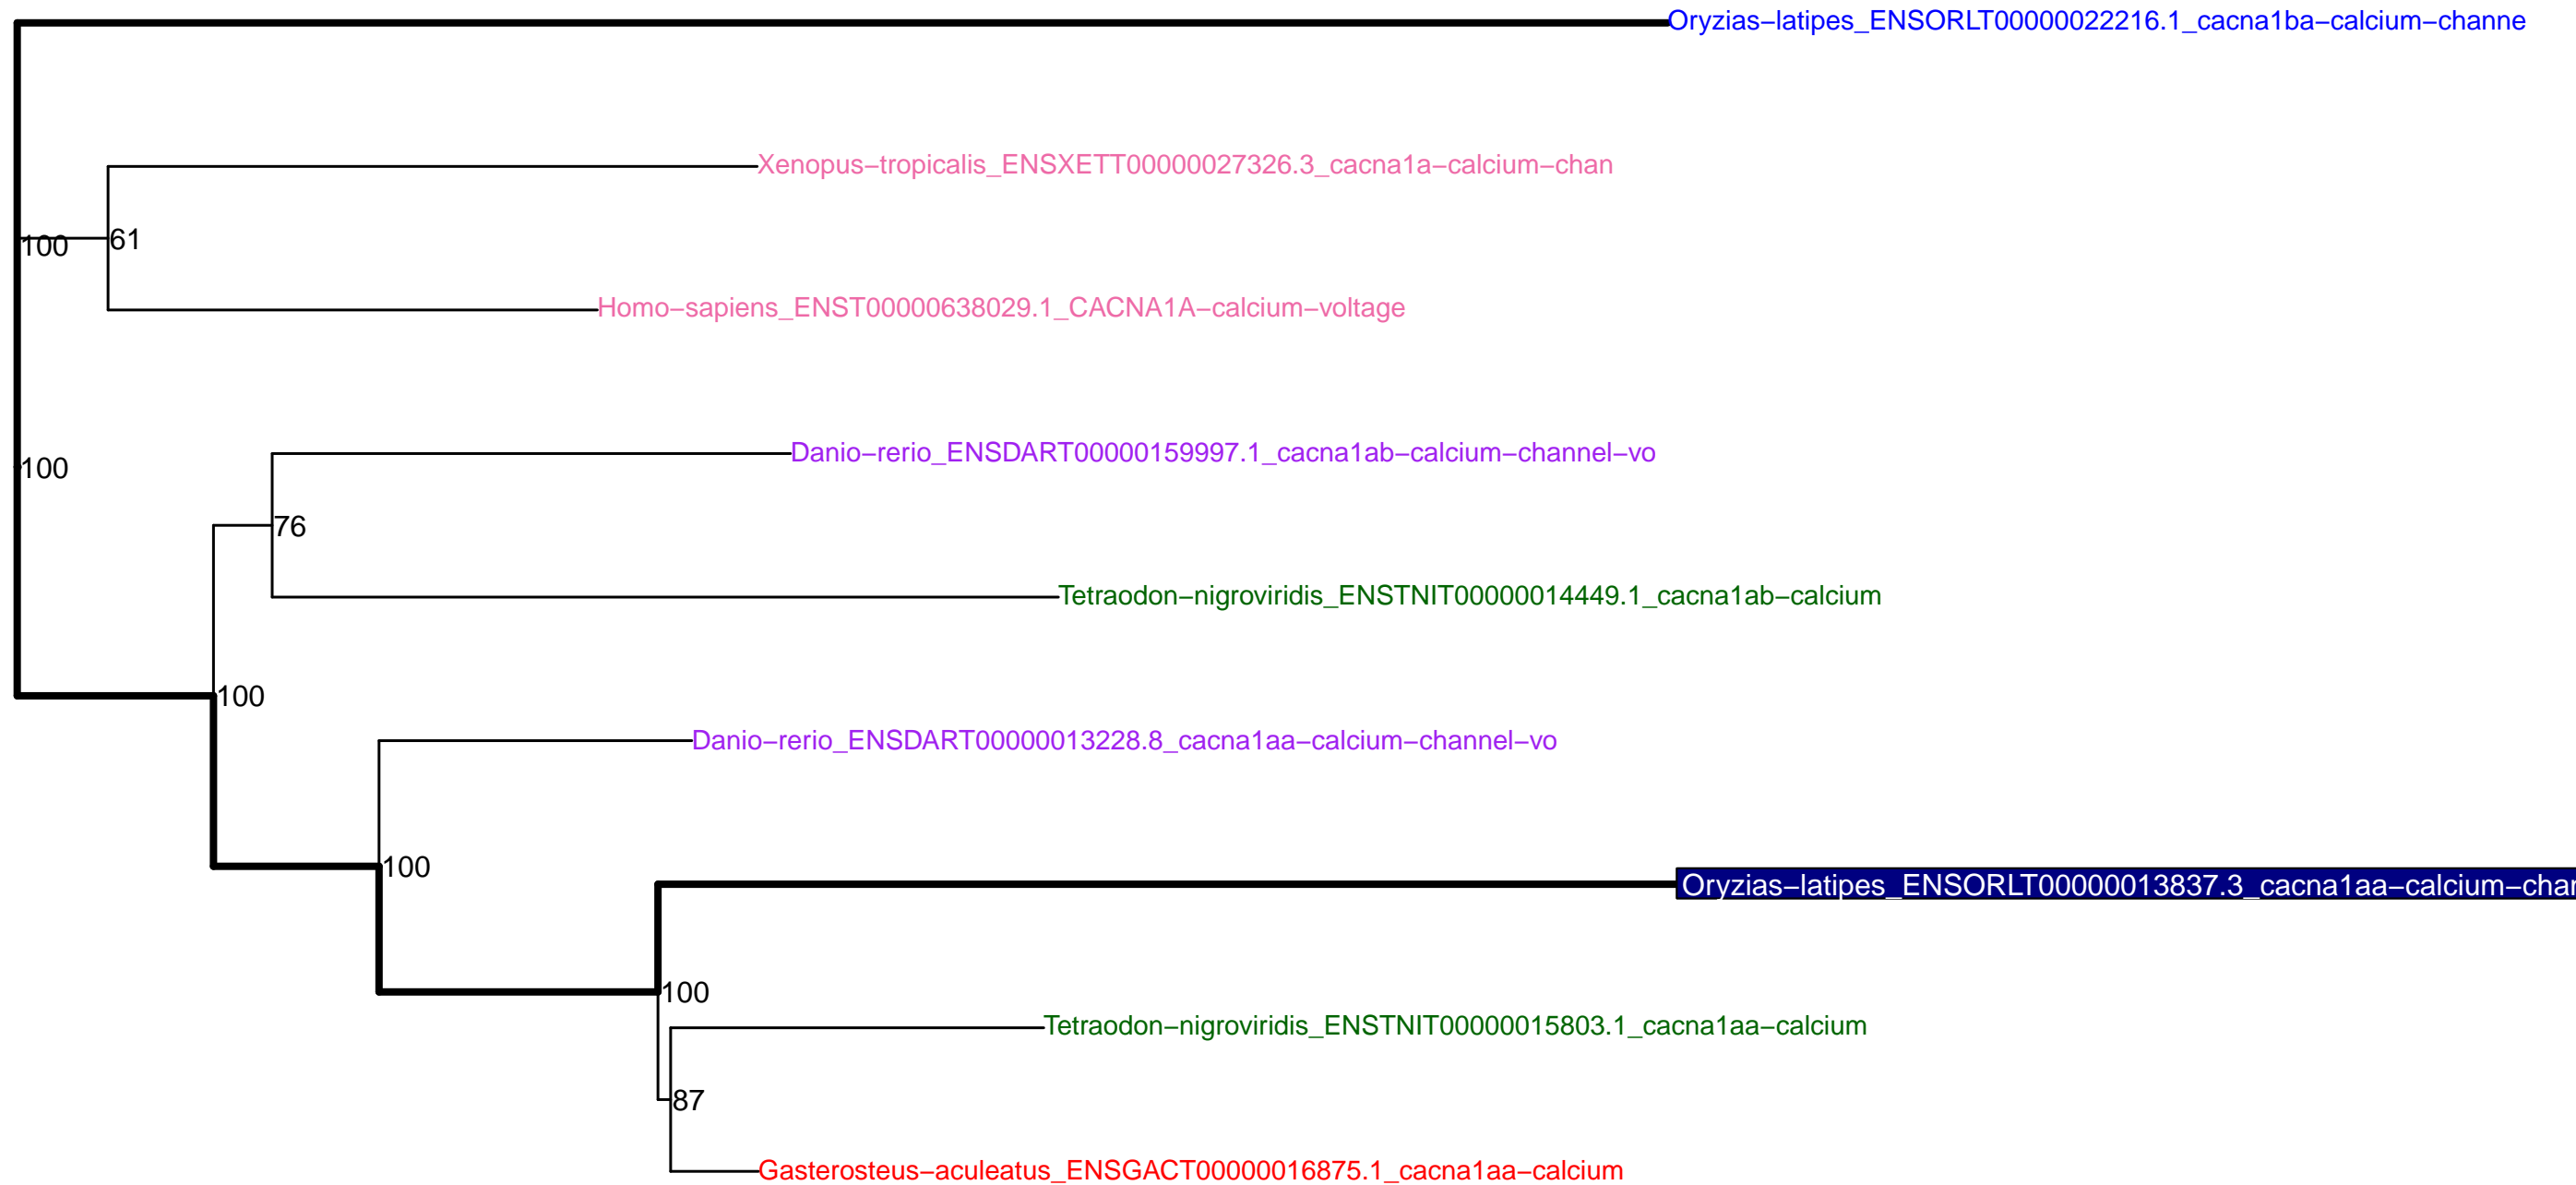 Oryzias−latipes_ENSORLT00000022216.1_cacna1ba−calcium−channe
Xenopus−tropicalis_ENSXETT00000027326.3_cacna1a−calcium−chan
100
61
Homo−sapiens_ENST00000638029.1_CACNA1A−calcium−voltage
Danio−rerio_ENSDART00000159997.1_cacna1ab−calcium−channel−vo
100
76
Tetraodon−nigroviridis_ENSTNIT00000014449.1_cacna1ab−calcium
100
Danio−rerio_ENSDART00000013228.8_cacna1aa−calcium−channel−vo
100
Oryzias−latipes_ENSORLT00000013837.3_cacna1aa−calcium−chan
100
Tetraodon−nigroviridis_ENSTNIT00000015803.1_cacna1aa−calcium
87
Gasterosteus−aculeatus_ENSGACT00000016875.1_cacna1aa−calcium